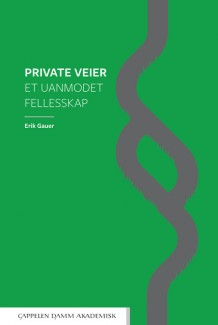 PRIVATE VEIER
ET UANMODET
FELLESSKAP
Erik Gauer
CAPPELEN DAMM AKADEMISK